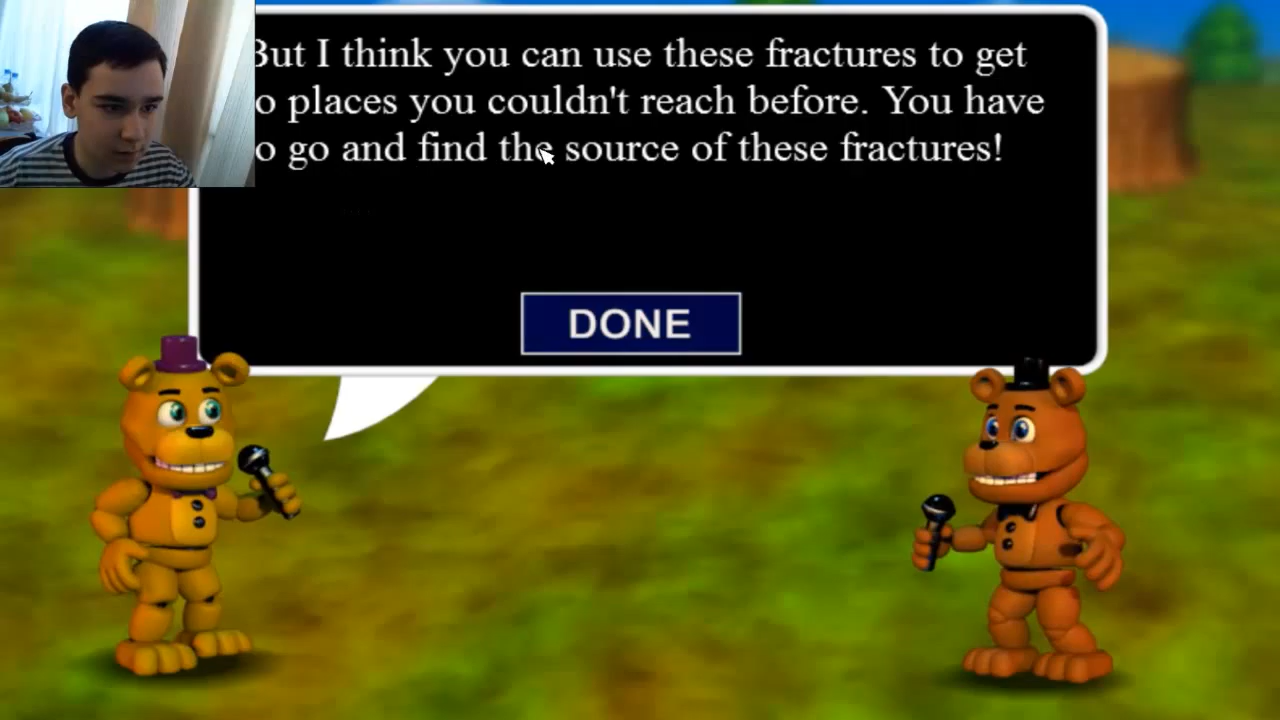 But I think you can use these fractures to get
o places you couldn't reach before. You have
o go and find the source of these fractures!
DONE